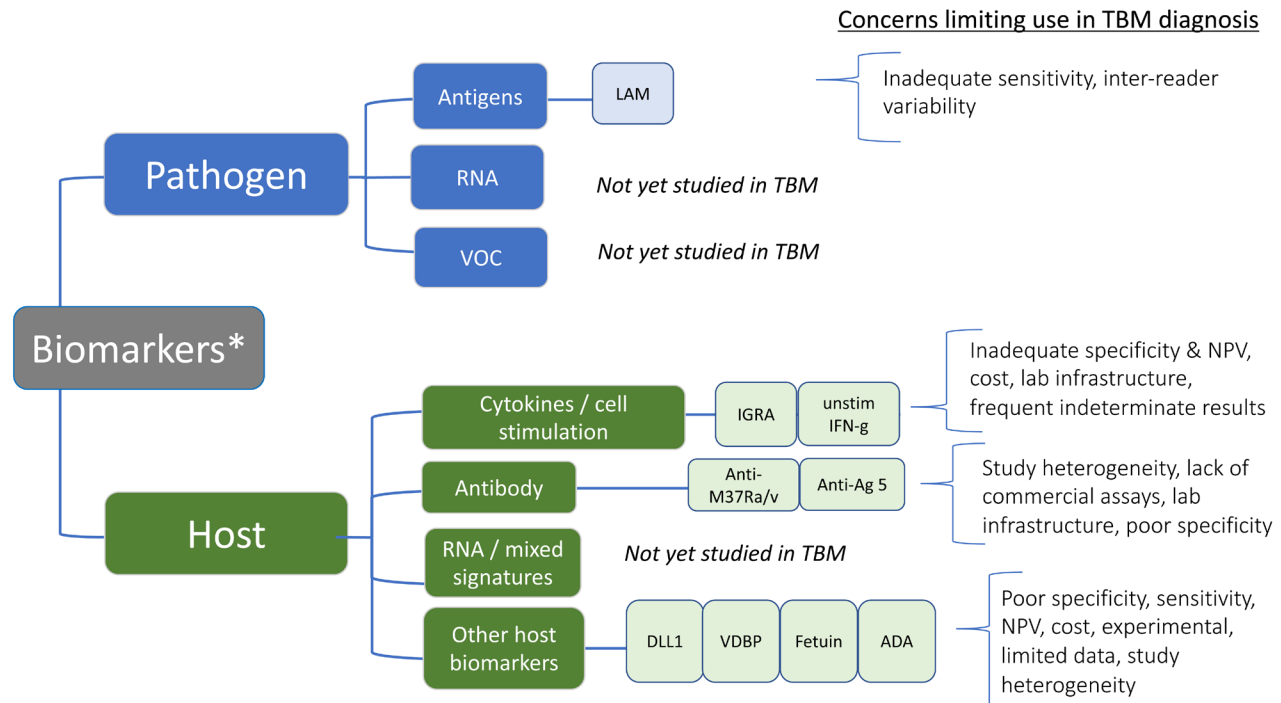 Concerns limiting use in TBM diagnosis
Antigens
LAM
Inadequate sensitivity, inter-reader
variability
Pathogen
RNA
Not yet studied in TBM
VOC
Not yet studied in TBM
Biomarkers*
Cytokines / cell
stimulation
IGRA
unstim
IFN-g
Inadequate specificity & NPV,
cost, lab infrastructure,
frequent indeterminate results
Antibody
Anti-
M37Ra/v
Anti-Ag 5
Study heterogeneity, lack of
commercial assays, lab
infrastructure, poor specificity
Host
RNA / mixed
signatures
Not yet studied in TBM
Other host
biomarkers
DLL1
VDBP
Fetuin
ADA
Poor specificity, sensitivity,
NPV, cost, experimental,
limited data, study
heterogeneity